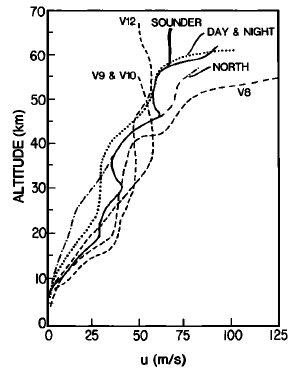 70
60
50
40
30
20
10
0
ALTITUDE (km)
V12
SOUNDER
DAY & NIGHT
V9 & V10
NORTH
V8
0 25 50 75 100 125
u (m/s)